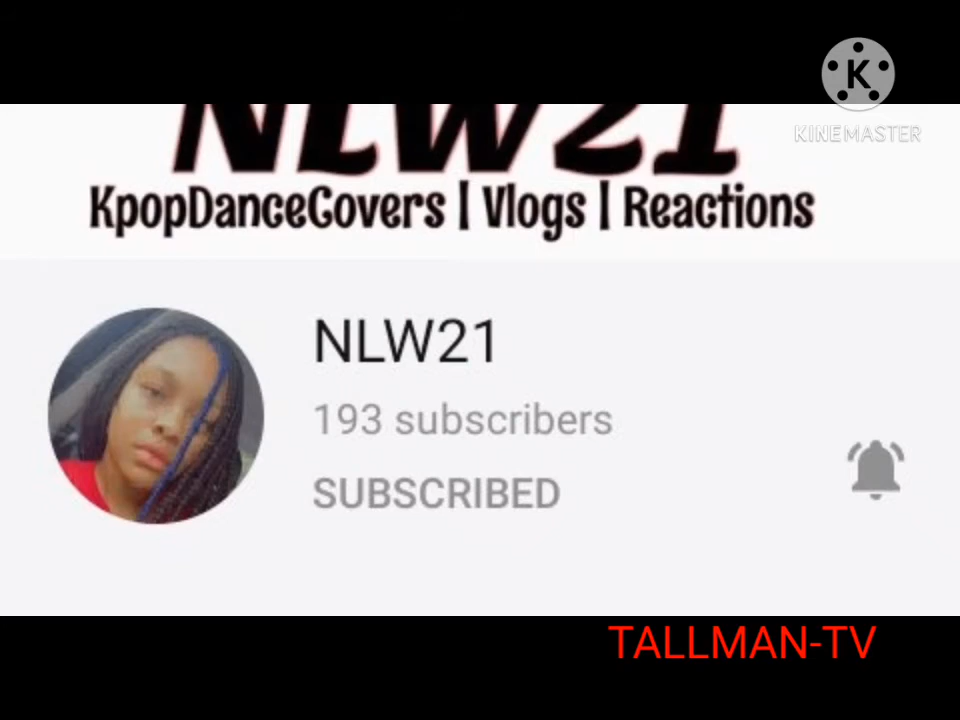 K
KINEMASTER
NLW21
KpopDanceCovers | Vlogs | Reactions
NLW21
193 subscribers
SUBSCRIBED
TALLMAN-TV